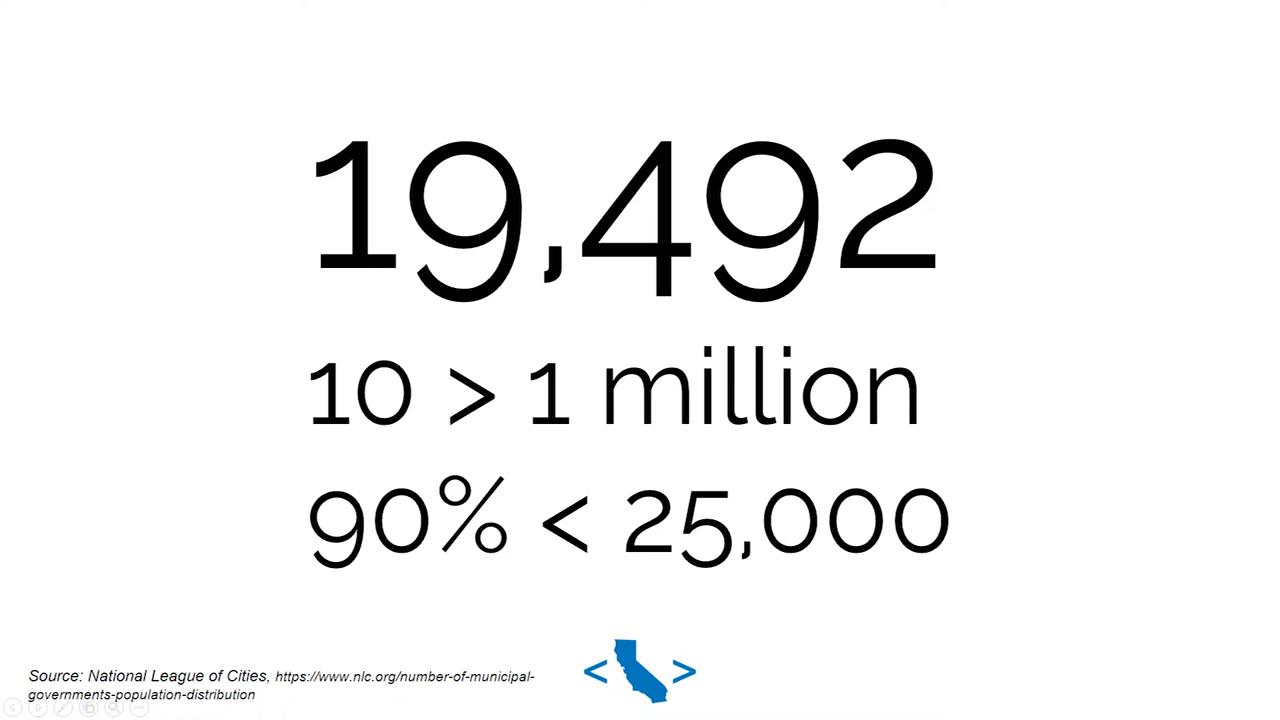 19,492
10 > 1 million
90% < 25,000
Source: National League of Cities, https://www.nlc.org/number-of-municipal-
governments-population-distribution
< >